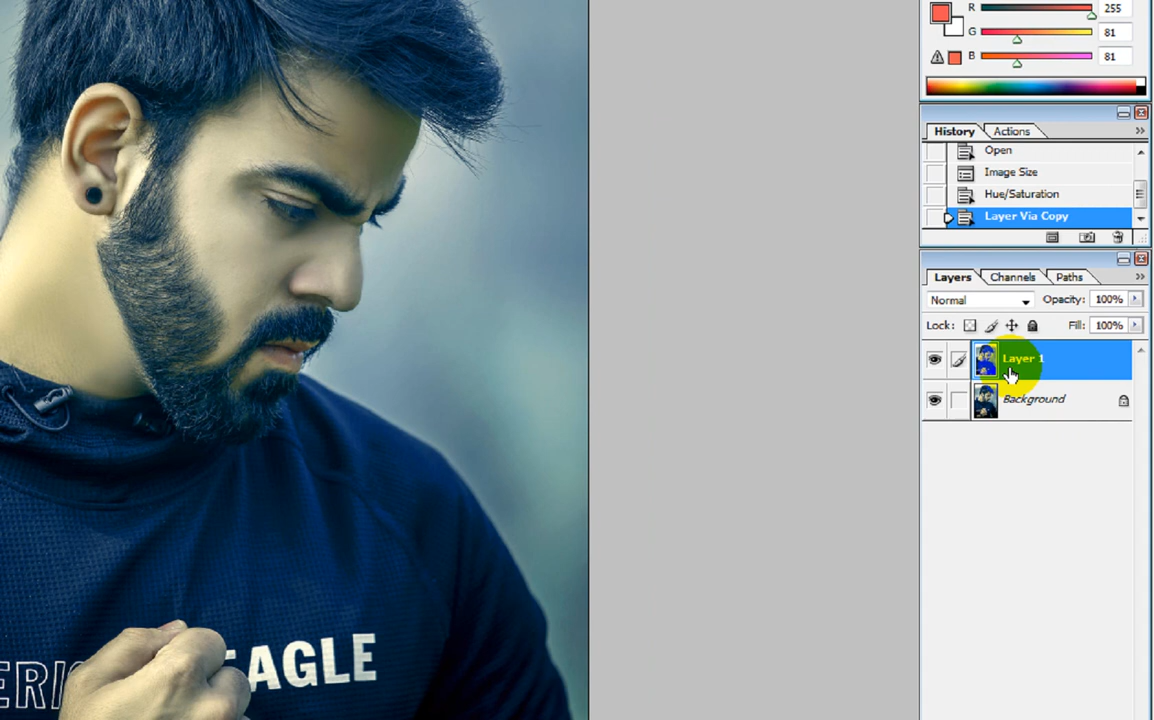 R 255
G 81
B 81
History Actions
Open
Image Size
Hue/Saturation
Layer Via Copy
Layers Channels Paths
Normal Opacity: 100%
Lock: Fill: 100%
Layer 1
Background
ERIC EAGLE